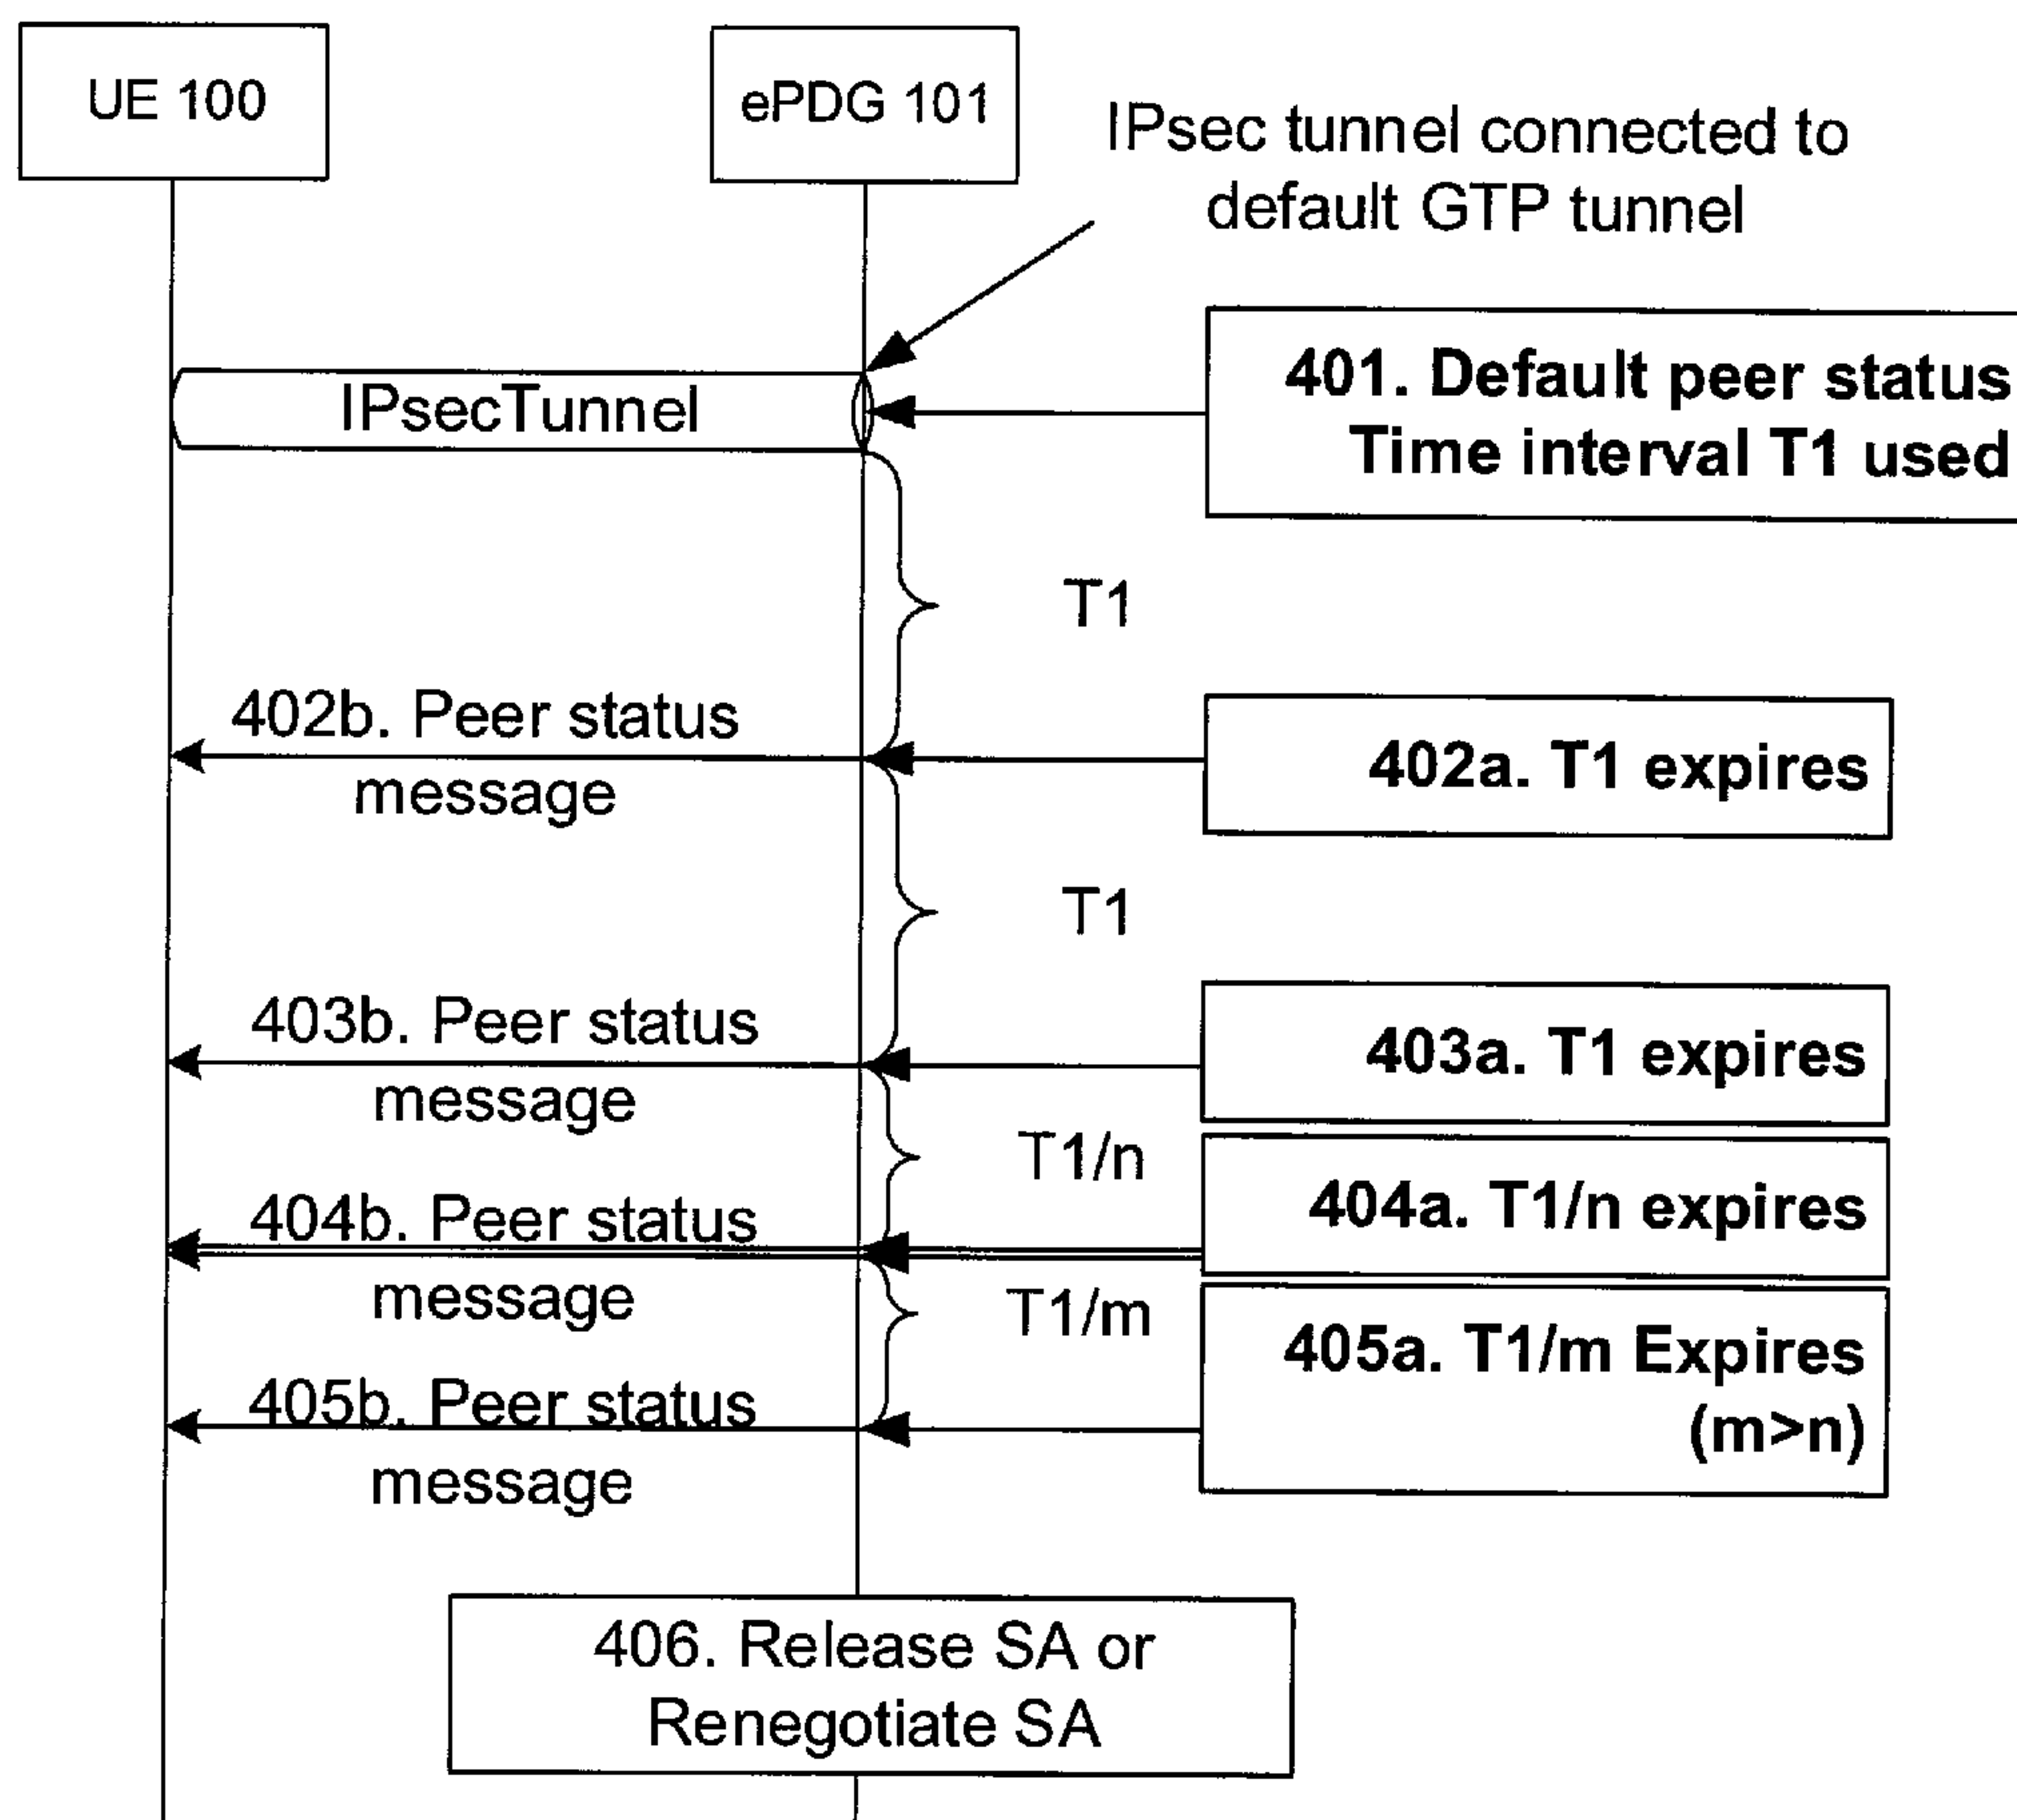 UE 100
ePDG 101
IPsec tunnel connected to
default GTP tunnel
IPsecTunnel
401. Default peer status
Time interval T1 used
T1
402b. Peer status
message
402a. T1 expires
T1
403b. Peer status
message
403a. T1 expires
T1/n
404b. Peer status
message
404a. T1/n expires
T1/m
405b. Peer status
message
405a. T1/m Expires
(m>n)
406. Release SA or
Renegotiate SA